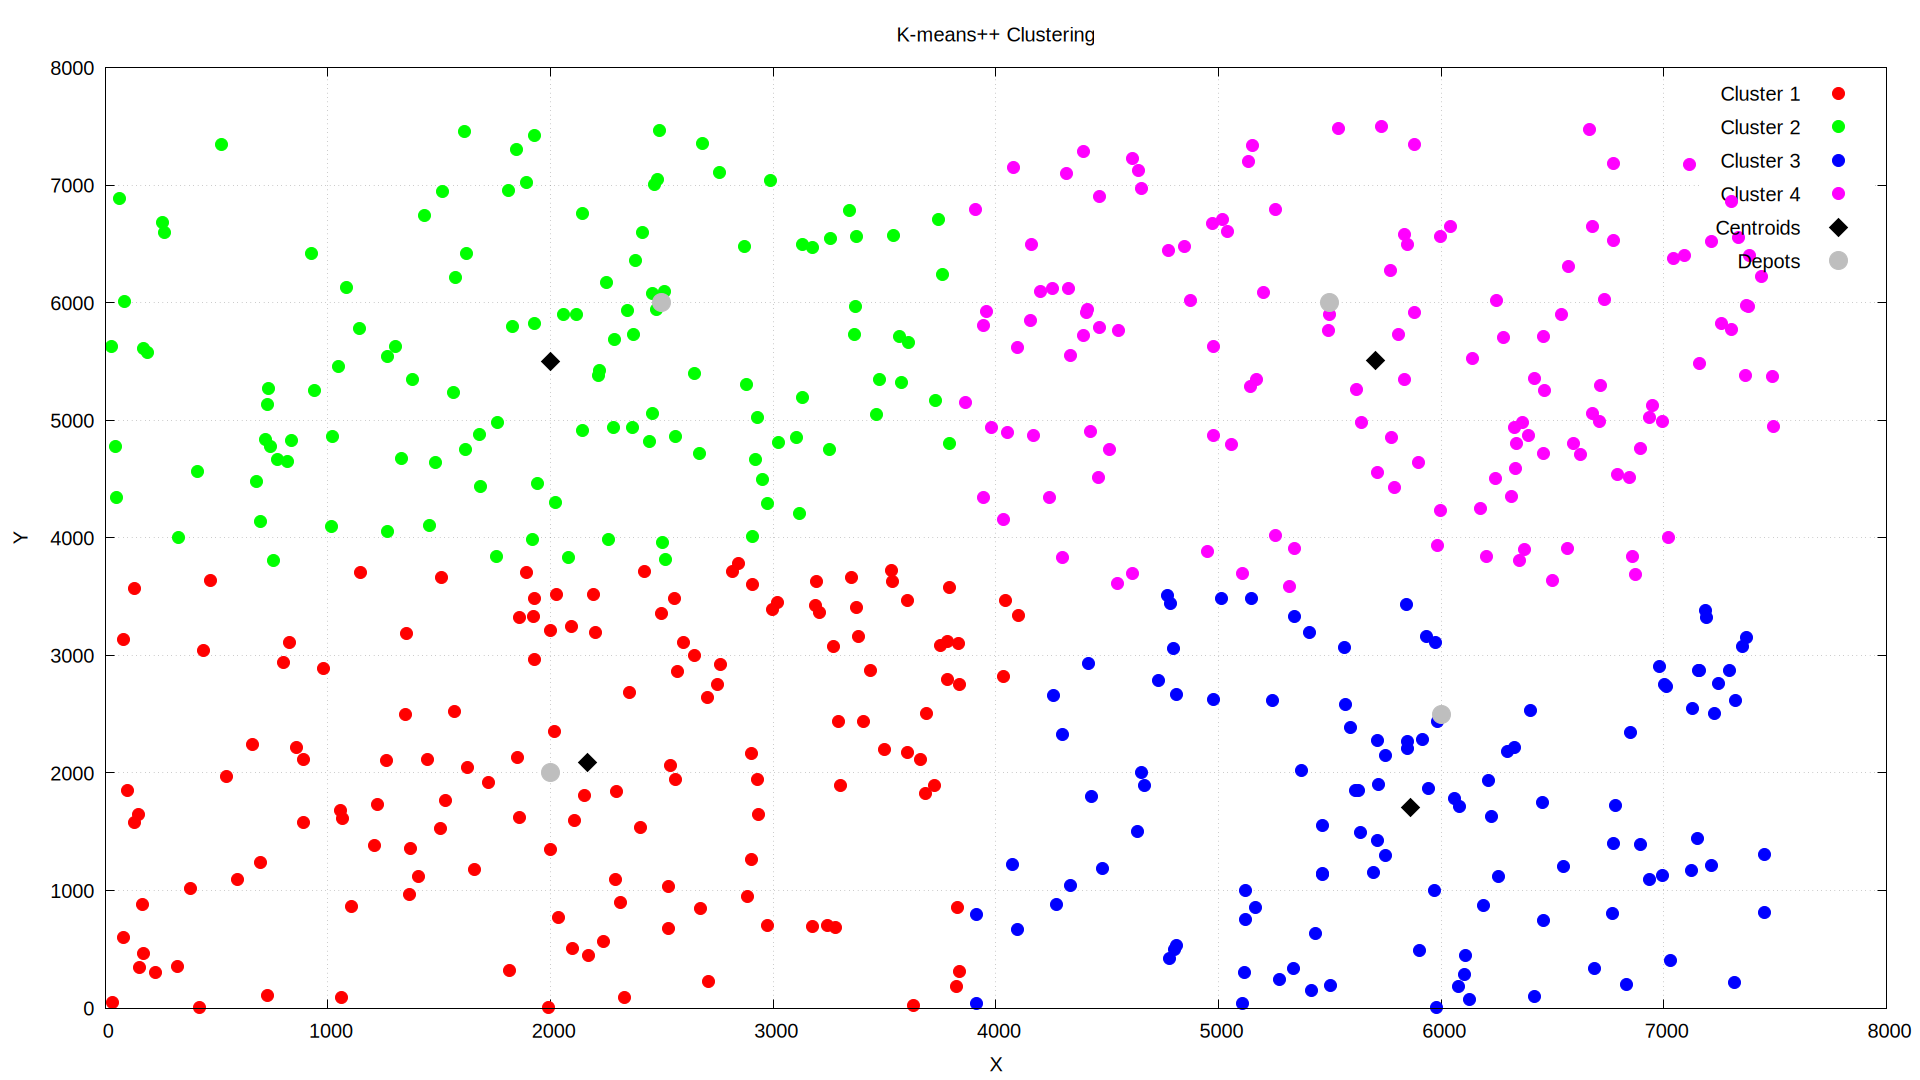 K-means++ Clustering
8000
7000
6000
5000
4000
3000
2000
1000
0
Y
Cluster 1
Cluster 2
Cluster 3
Cluster 4
Centroids
Depots
0 1000 2000 3000 4000 5000 6000 7000 8000
X